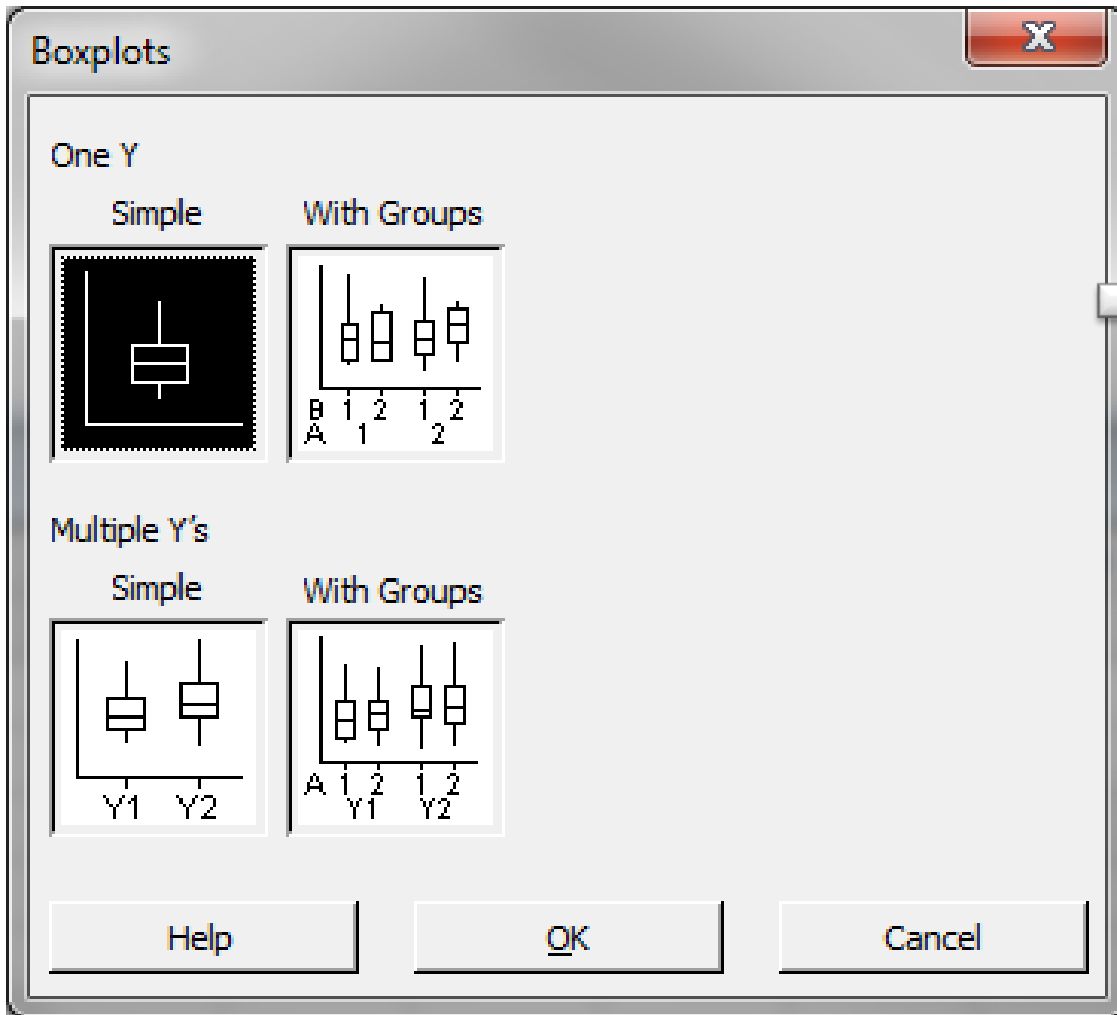 Boxplots
One Y
Simple With Groups
B 1 2 1 2
A 1 2
Multiple Y's
Simple With Groups
Y1 Y2
A 1 2 1 2
Y1 Y2
Help OK Cancel